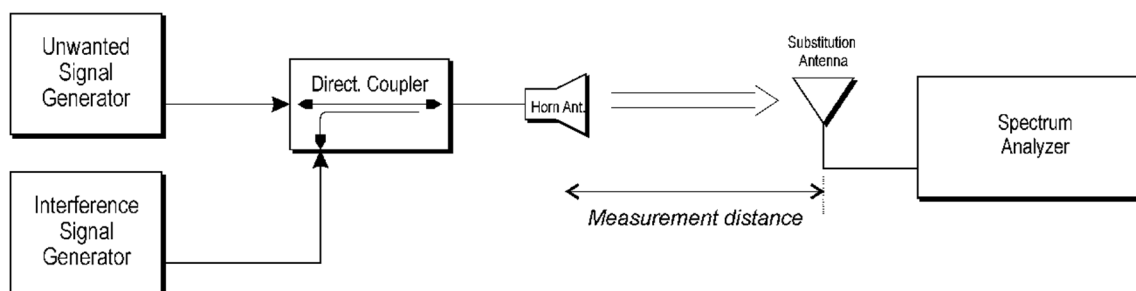 Unwanted
Signal
Generator
Direct. Coupler
Horn Ant.
Substitution
Antenna
Spectrum
Analyzer
Measurement distance
Interference
Signal
Generator